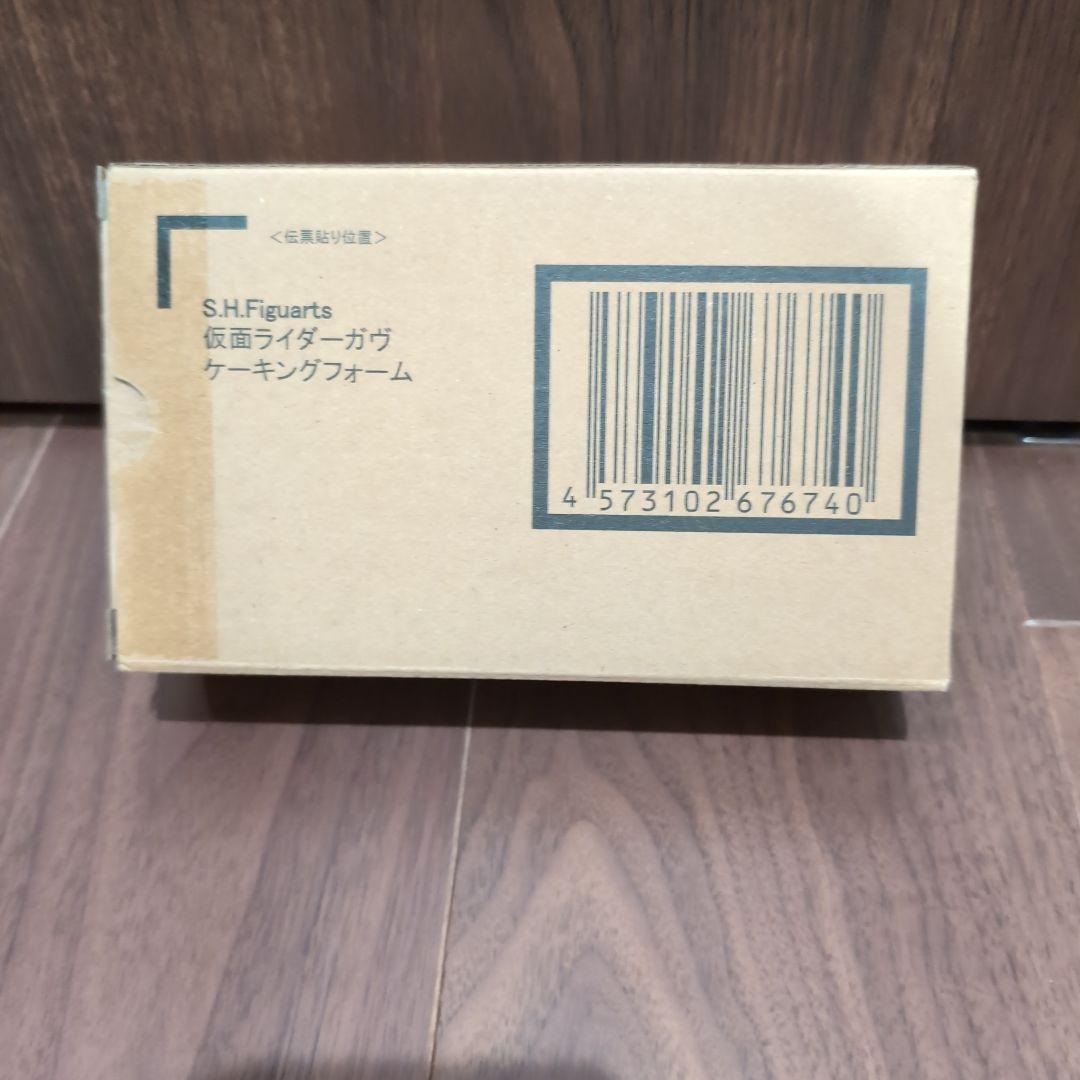 ＜伝票貼り位置＞
S.H.Figuarts
仮面ライダーガヴ
ケーキングフォーム
4 573102 676740